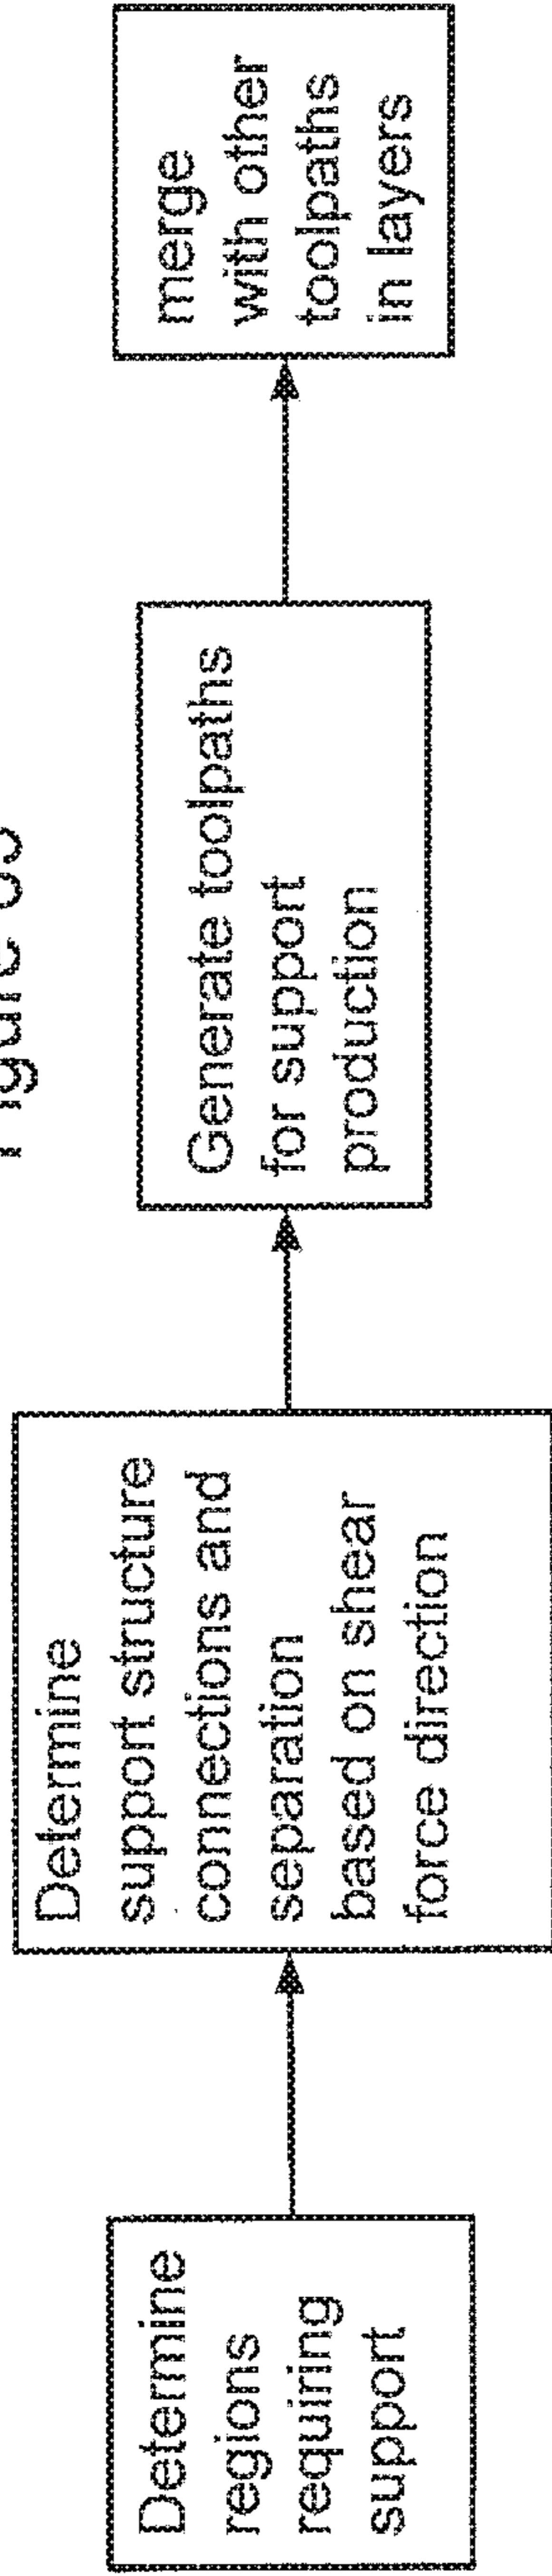 Determine
regions
requiring
support
Determine
support structure
connections and
separation
based on shear
force direction
Generate toolpaths
for support
production
merge
with other
toolpaths
in layers